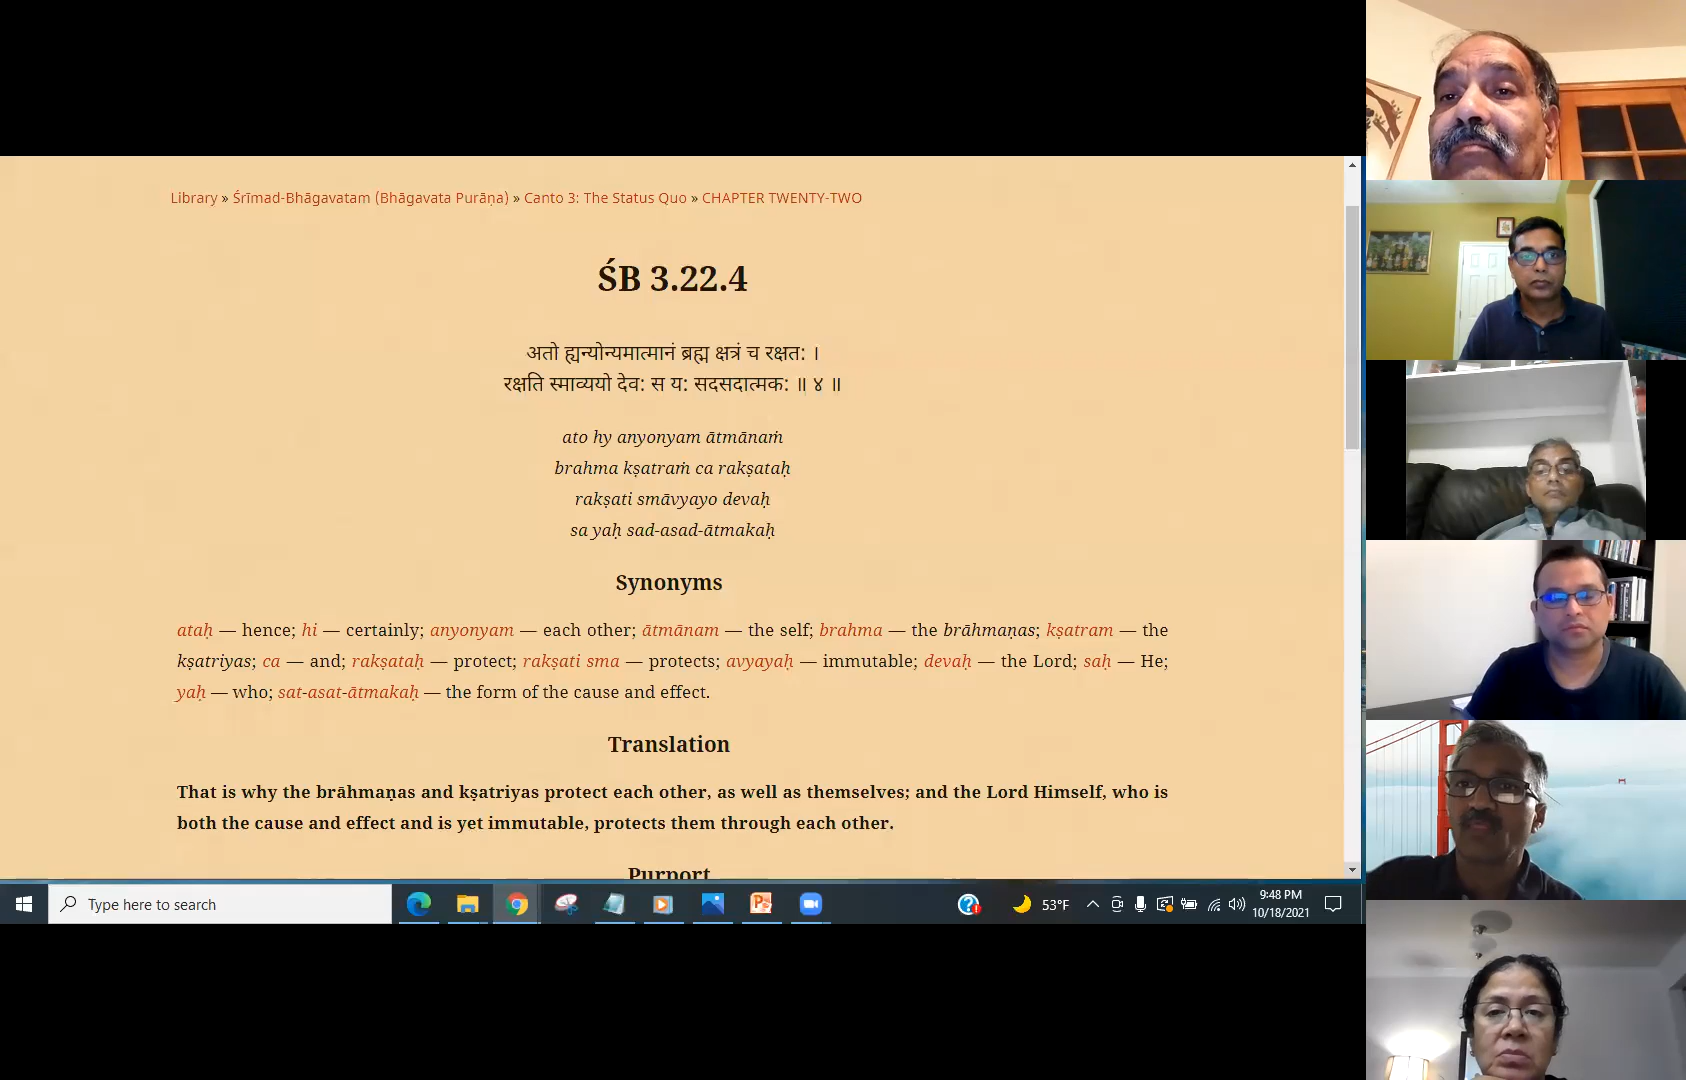 Library » Śrīmad-Bhāgavatam (Bhāgavata Purāṇa) » Canto 3: The Status Quo » CHAPTER TWENTY-TWO
ŚB 3.22.4
अतो ह्यन्योन्यमात्मानं ब्रह्म क्षत्रं च रक्षत: ।
रक्षति स्माव्ययो देव: स य: सदसदात्मक: ॥ ४ ॥
ato hy anyonyam ātmānaṁ
brahma kṣatraṁ ca rakṣataḥ
rakṣati smāvyayo devaḥ
sa yaḥ sad-asad-ātmakaḥ
Synonyms
ataḥ — hence; hi — certainly; anyonyam — each other; ātmānam — the self; brahma — the brāhmaṇas; kṣatram — the
kṣatriyas; ca — and; rakṣataḥ — protect; rakṣati sma — protects; avyayaḥ — immutable; devaḥ — the Lord; saḥ — He;
yaḥ — who; sat-asat-ātmakaḥ — the form of the cause and effect.
Translation
That is why the brāhmaṇas and kṣatriyas protect each other, as well as themselves; and the Lord Himself, who is
both the cause and effect and is yet immutable, protects them through each other.
Purport
Type here to search
53°F
9:48 PM
10/18/2021